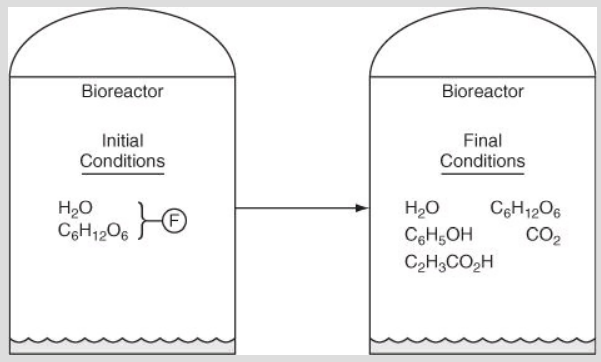 Bioreactor
Initial
Conditions
H₂O
C₆H₁₂O₆
F
Bioreactor
Final
Conditions
H₂O C₆H₁₂O₆
C₆H₅OH CO₂
C₂H₃CO₂H